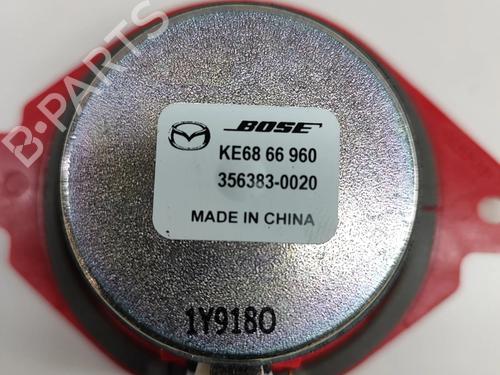 BOSE
KE68 66 960
356383-0020
MADE IN CHINA
1Y9180
B-PARTS